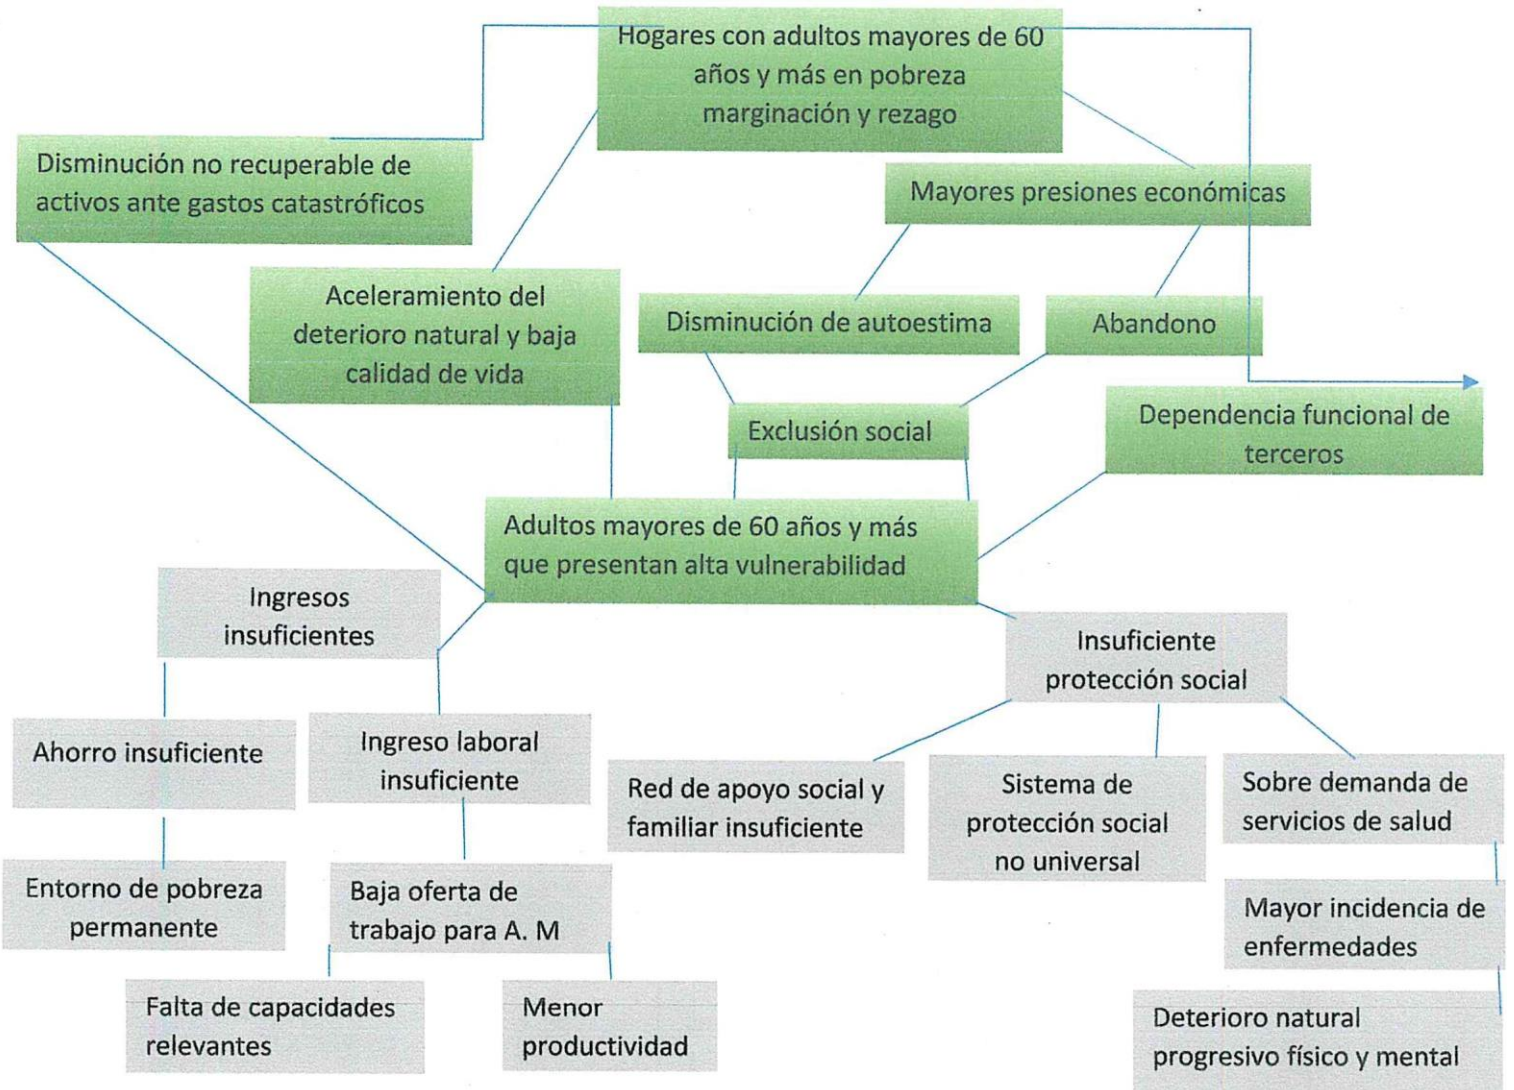 Hogares con adultos mayores de 60
años y más en pobreza
marginación y rezago
Disminución no recuperable de
activos ante gastos catastróficos
Mayores presiones económicas
Aceleramiento del
deterioro natural y baja
calidad de vida
Disminución de autoestima
Abandono
Exclusión social
Dependencia funcional de
terceros
Adultos mayores de 60 años y más
que presentan alta vulnerabilidad
Ingresos
insuficientes
Insuficiente
protección social
Ahorro insuficiente
Ingreso laboral
insuficiente
Red de apoyo social y
familiar insuficiente
Sistema de
protección social
no universal
Sobre demanda de
servicios de salud
Entorno de pobreza
permanente
Baja oferta de
trabajo para A. M
Mayor incidencia de
enfermedades
Falta de capacidades
relevantes
Menor
productividad
Deterioro natural
progresivo físico y mental